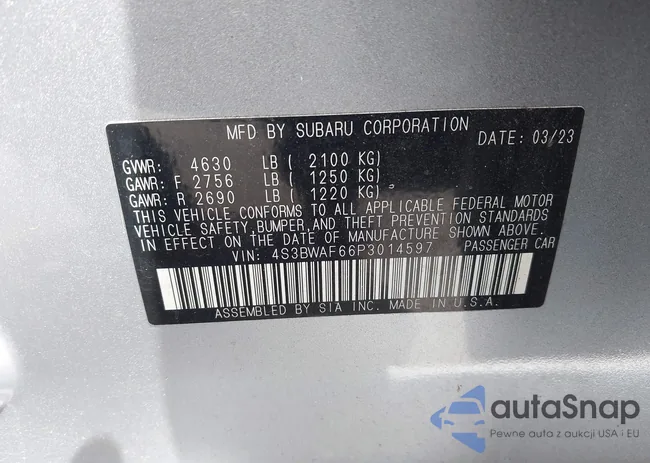 MFD BY SUBARU CORPORATION DATE: 03/23
GVWR: 4630 LB ( 2100 KG)
GAWR: F 2756 LB ( 1250 KG)
GAWR: R 2690 LB ( 1220 KG)
THIS VEHICLE CONFORMS TO ALL APPLICABLE FEDERAL MOTOR
VEHICLE SAFETY, BUMPER, AND THEFT PREVENTION STANDARDS
IN EFFECT ON THE DATE OF MANUFACTURE SHOWN ABOVE.
VIN: 4S3BWAF66P3014597 PASSENGER CAR
ASSEMBLED BY SIA INC. MADE IN U.S.A.
autaSnap
Pewne auta z aukcji USA i EU